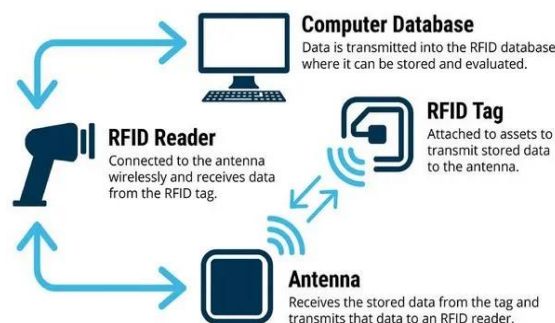 Computer Database
Data is transmitted into the RFID database
where it can be stored and evaluated.
RFID Tag
Attached to assets to
transmit stored data
to the antenna.
RFID Reader
Connected to the antenna
wirelessly and receives data
from the RFID tag.
Antenna
Receives the stored data from the tag and
transmits that data to an RFID reader.